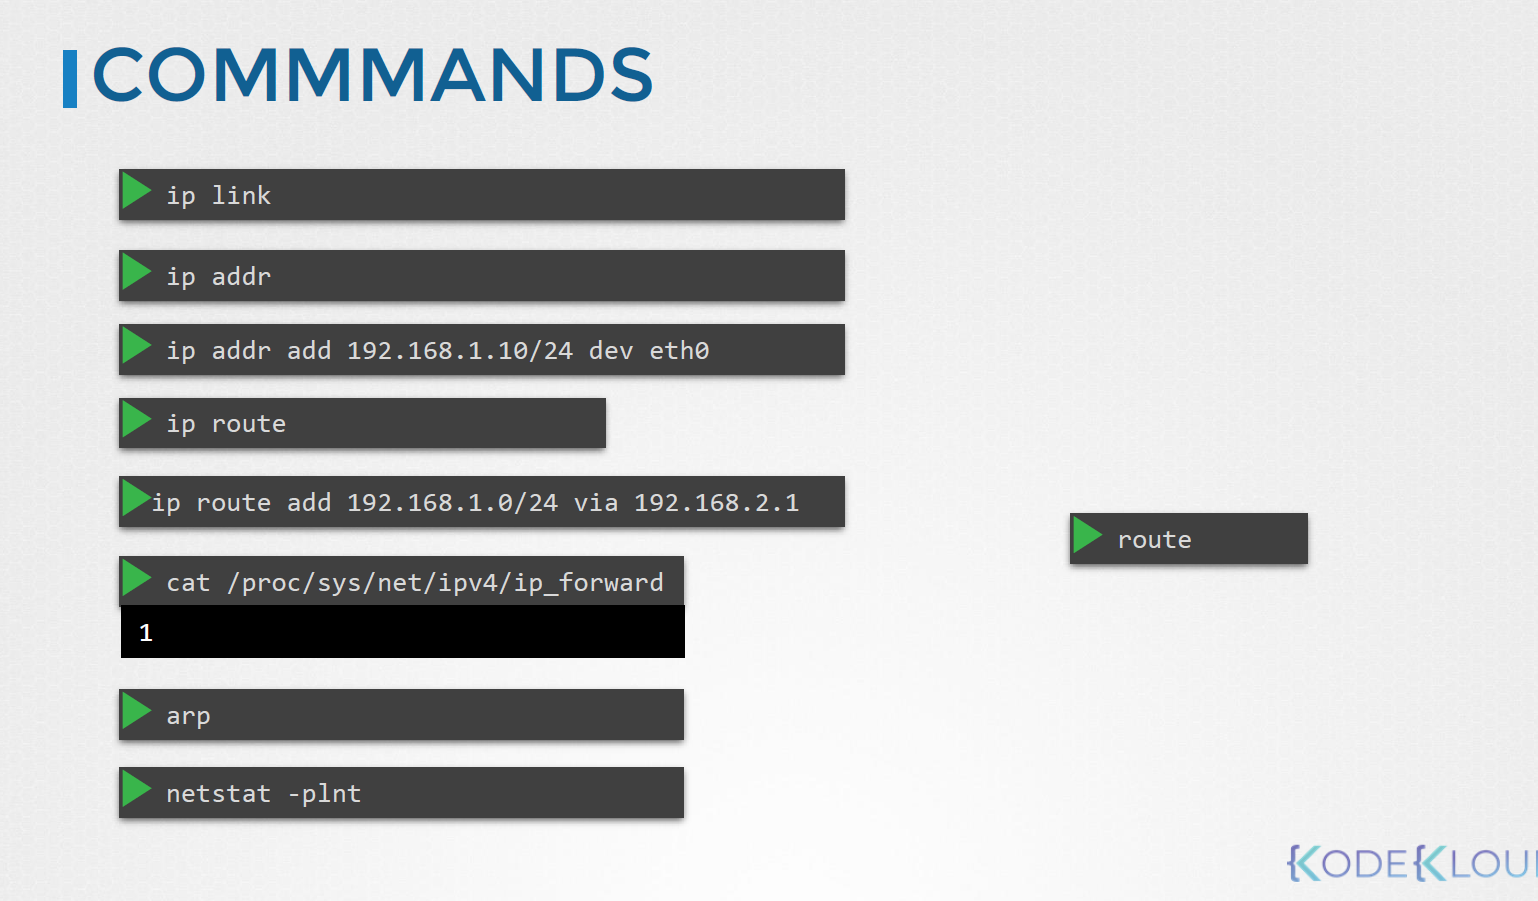 COMMMANDS
ip link
ip addr
ip addr add 192.168.1.10/24 dev eth0
ip route
ip route add 192.168.1.0/24 via 192.168.2.1
route
cat /proc/sys/net/ipv4/ip_forward
1
arp
netstat -plnt
{KODE{KLOU